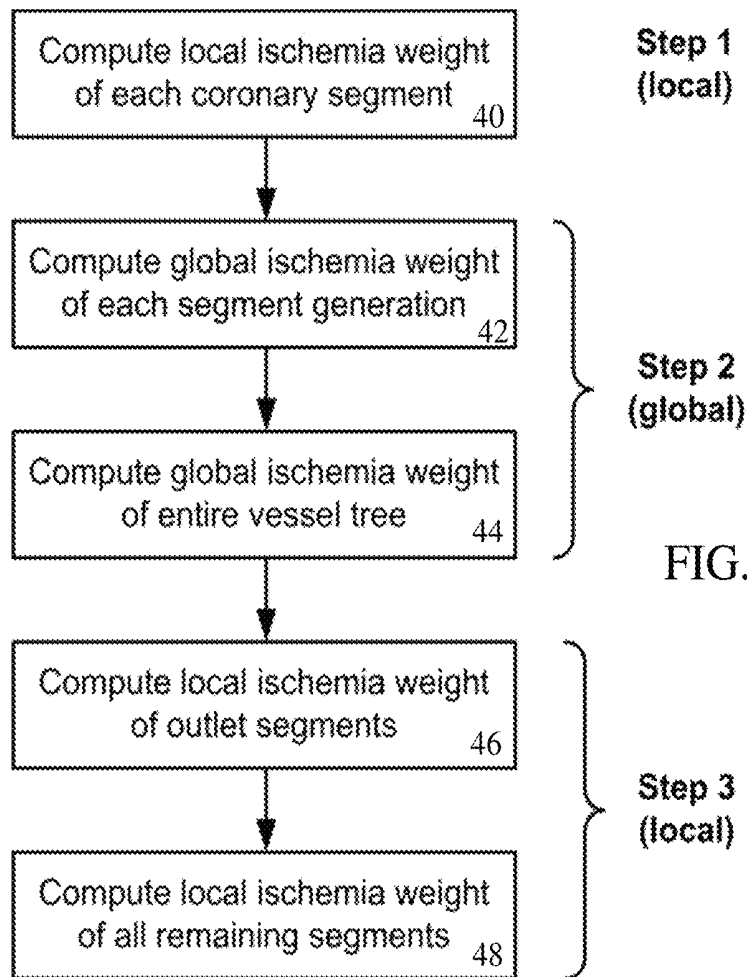 Compute local ischemia weight
of each coronary segment
40
Step 1
(local)
Compute global ischemia weight
of each segment generation
42
Compute global ischemia weight
of entire vessel tree
44
Step 2
(global)
FIG.
Compute local ischemia weight
of outlet segments
46
Compute local ischemia weight
of all remaining segments
48
Step 3
(local)